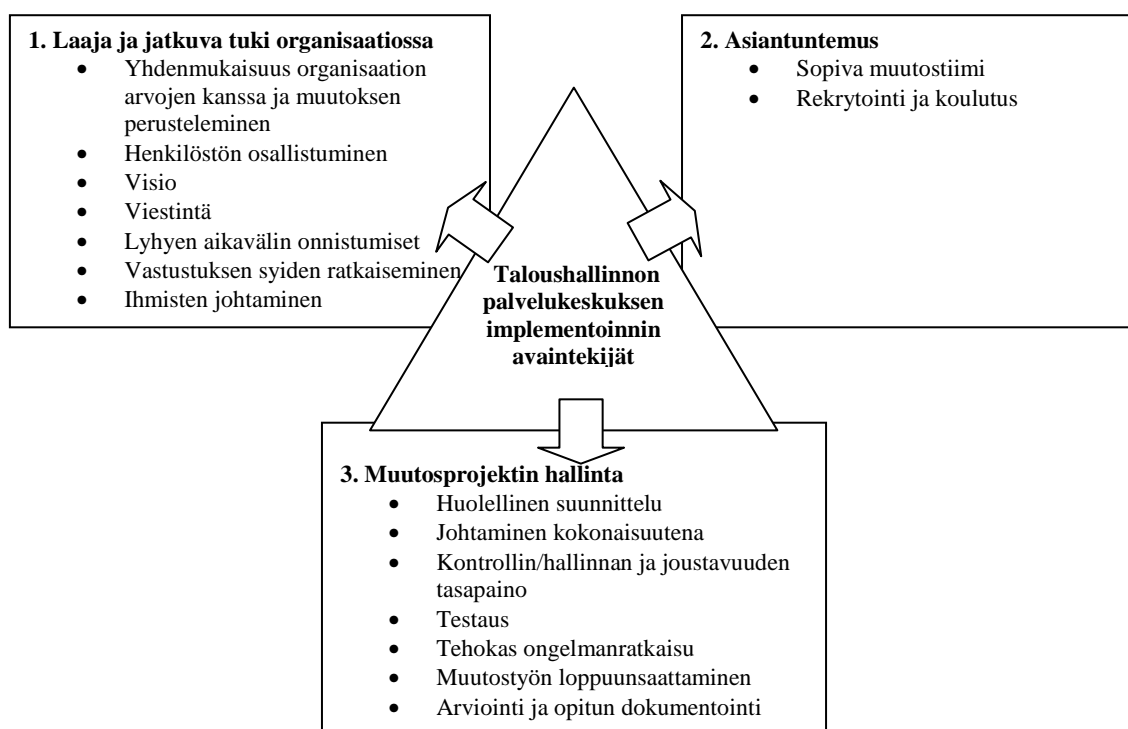 1. Laaja ja jatkuva tuki organisaatiossa
• Yhdenmukaisuus organisaation
arvojen kanssa ja muutoksen
perusteleminen
• Henkilöstön osallistuminen
• Visio
• Viestintä
• Lyhyen aikavälin onnistumiset
• Vastustuksen syiden ratkaiseminen
• Ihmisten johtaminen
2. Asiantuntemus
• Sopiva muutostiimi
• Rekrytointi ja koulutus
Taloushallinnon
palvelukeskuksen
implementoinnin
avaintekijät
3. Muutosprojektin hallinta
• Huolellinen suunnittelu
• Johtaminen kokonaisuutena
• Kontrollin/hallinnan ja joustavuuden
tasapaino
• Testaus
• Tehokas ongelmanratkaisu
• Muutostyön loppuunsaattaminen
• Arviointi ja opitun dokumentointi